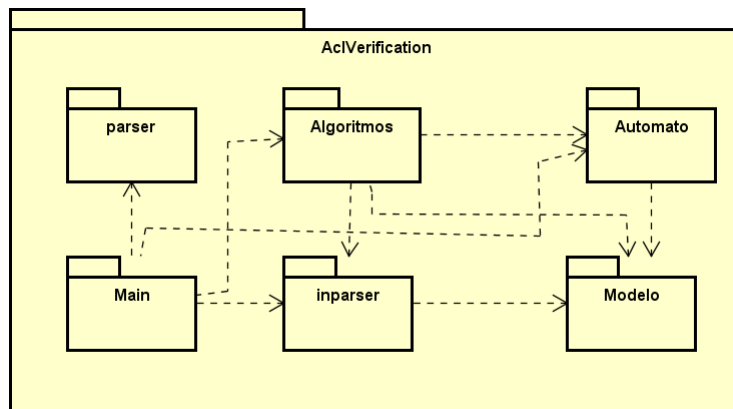 AclVerification
parser
Algoritmos
Automato
Main
inparser
Modelo